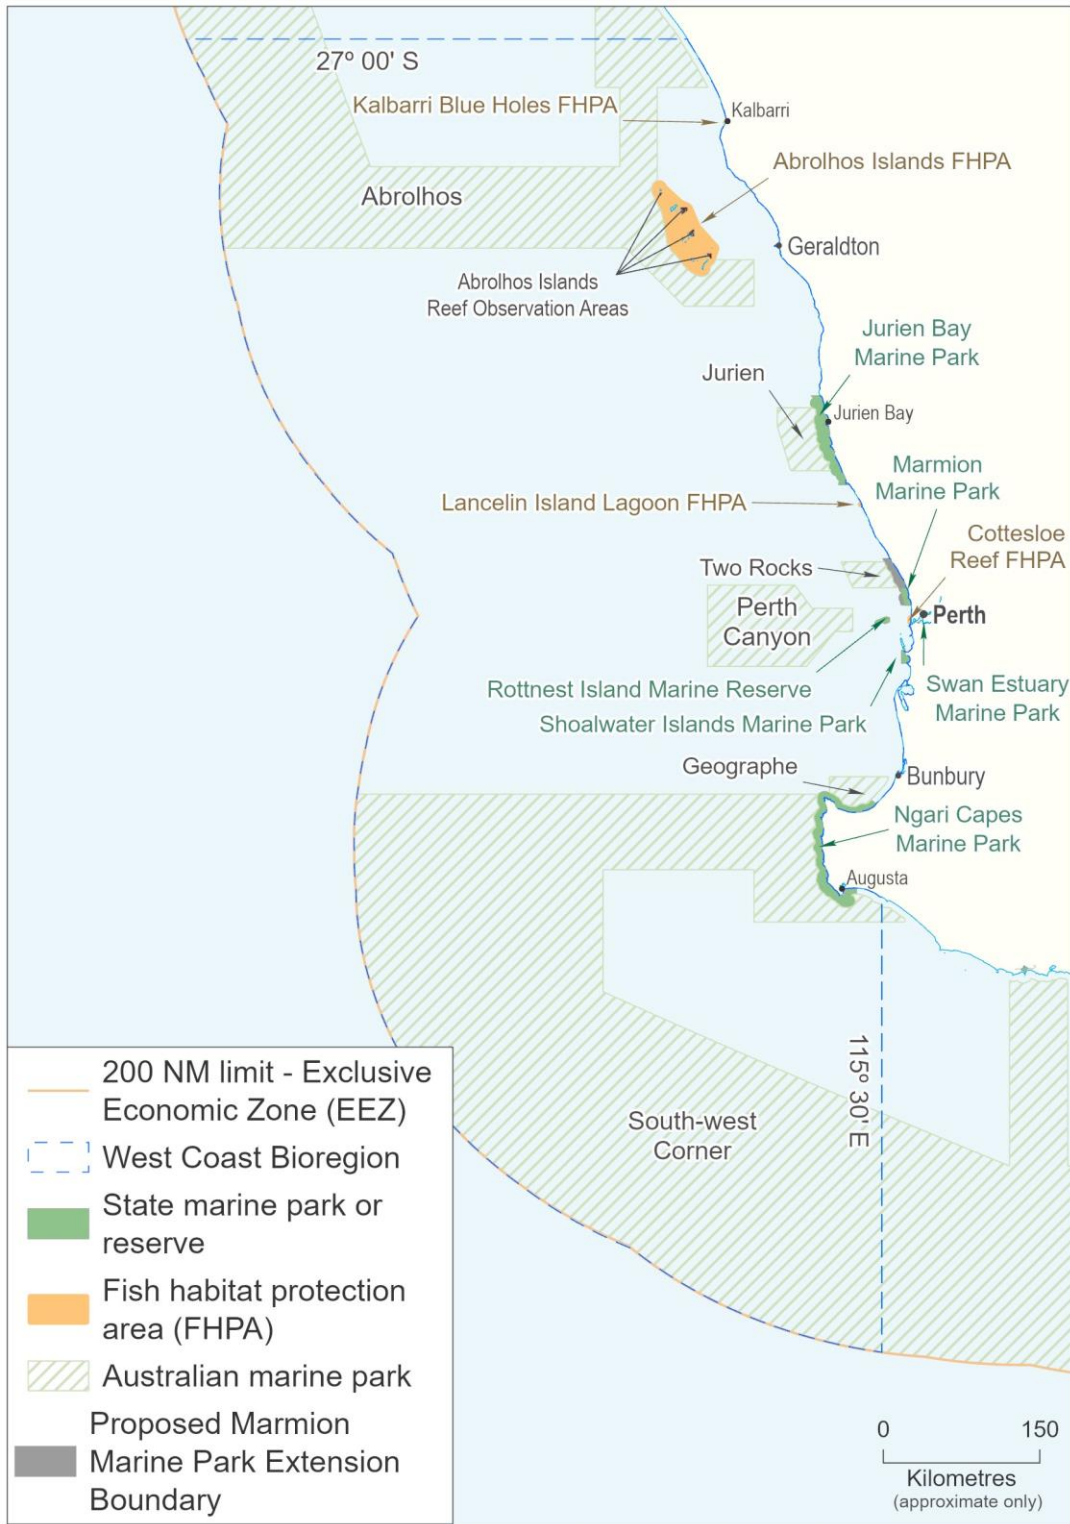 27º 00' S
Kalbarri Blue Holes FHPA
Kalbarri
Abrolhos Islands FHPA
Abrolhos
Geraldton
Abrolhos Islands
Reef Observation Areas
Jurien Bay
Marine Park
Jurien
Jurien Bay
Marmion
Marine Park
Lancelin Island Lagoon FHPA
Cottesloe
Reef FHPA
Two Rocks
Perth
Canyon
Perth
Rottnest Island Marine Reserve
Swan Estuary
Marine Park
Shoalwater Islands Marine Park
Geographe
Bunbury
Ngari Capes
Marine Park
Augusta
115º 30' E
South-west
Corner
200 NM limit - Exclusive
Economic Zone (EEZ)
West Coast Bioregion
State marine park or
reserve
Fish habitat protection
area (FHPA)
Australian marine park
Proposed Marmion
Marine Park Extension
Boundary
0 150
Kilometres
(approximate only)